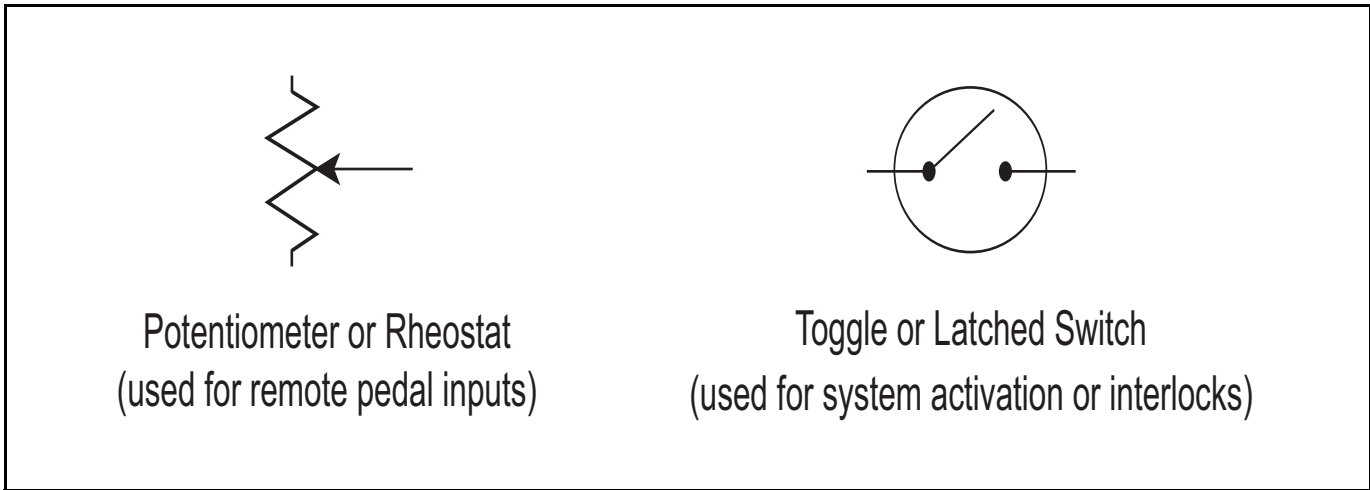 Potentiometer or Rheostat
(used for remote pedal inputs)
Toggle or Latched Switch
(used for system activation or interlocks)